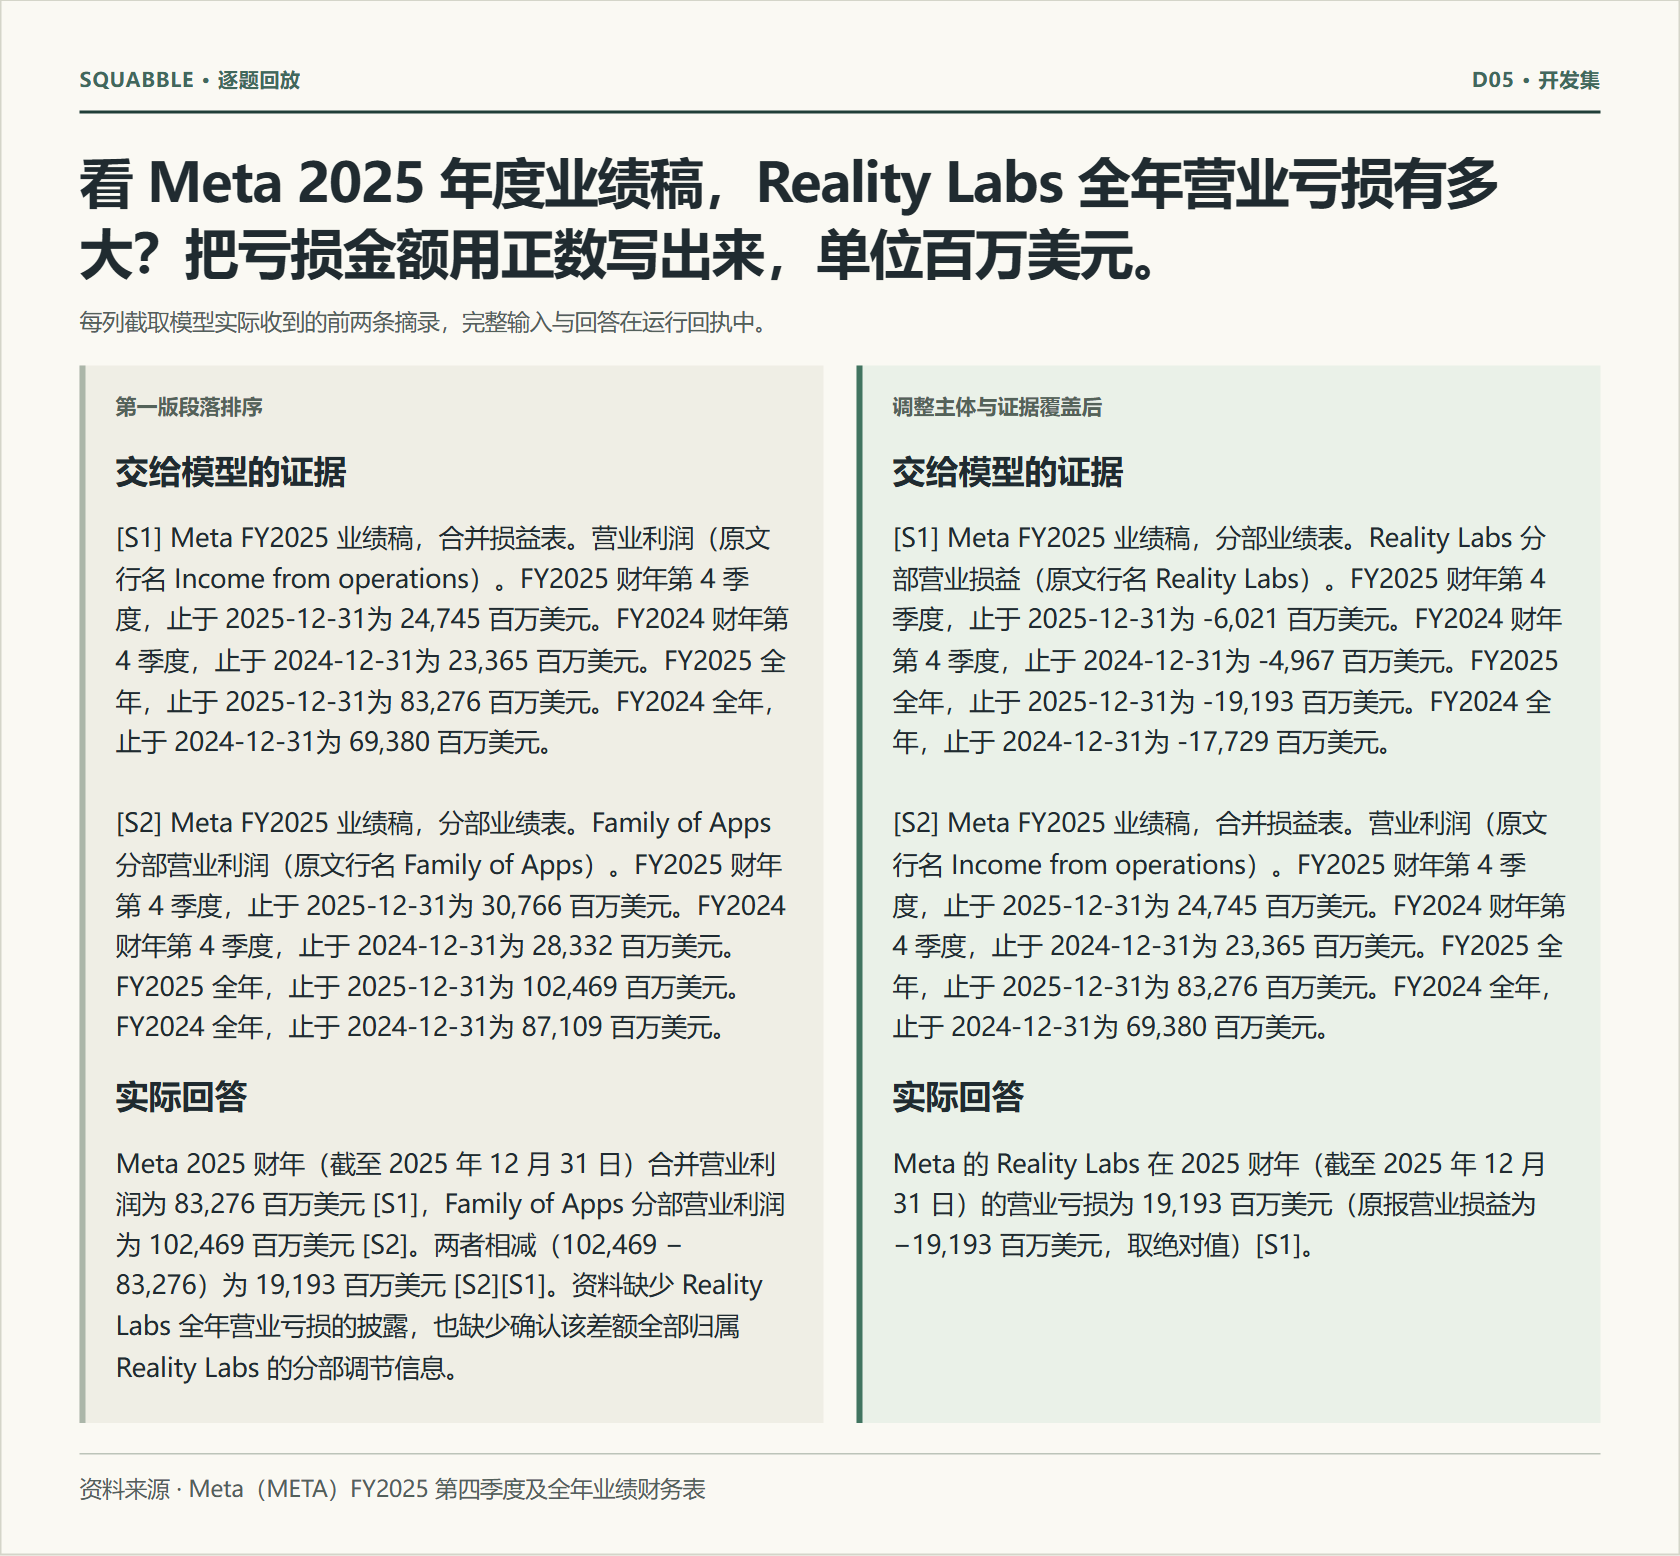 SQUABBLE • 逐题回放
D05 • 开发集
看 Meta 2025 年度业绩稿，Reality Labs 全年营业亏损有多
大？把亏损金额用正数写出来，单位百万美元。
每列截取模型实际收到的前两条摘录，完整输入与回答在运行回执中。
第一版段落排序
交给模型的证据
[S1] Meta FY2025 业绩稿，合并损益表。营业利润（原文
行名 Income from operations）。FY2025 财年第 4 季
度，止于 2025-12-31为 24,745 百万美元。FY2024 财年第
4 季度，止于 2024-12-31为 23,365 百万美元。FY2025 全
年，止于 2025-12-31为 83,276 百万美元。FY2024 全年，
止于 2024-12-31为 69,380 百万美元。
[S2] Meta FY2025 业绩稿，分部业绩表。Family of Apps
分部营业利润（原文行名 Family of Apps）。FY2025 财年
第 4 季度，止于 2025-12-31为 30,766 百万美元。FY2024
财年第 4 季度，止于 2024-12-31为 28,332 百万美元。
FY2025 全年，止于 2025-12-31为 102,469 百万美元。
FY2024 全年，止于 2024-12-31为 87,109 百万美元。
实际回答
Meta 2025 财年（截至 2025 年 12 月 31 日）合并营业利
润为 83,276 百万美元 [S1]，Family of Apps 分部营业利润
为 102,469 百万美元 [S2]。两者相减（102,469 −
83,276）为 19,193 百万美元 [S2][S1]。资料缺少 Reality
Labs 全年营业亏损的披露，也缺少确认该差额全部归属
Reality Labs 的分部调节信息。
调整主体与证据覆盖后
交给模型的证据
[S1] Meta FY2025 业绩稿，分部业绩表。Reality Labs 分
部营业损益（原文行名 Reality Labs）。FY2025 财年第 4
季度，止于 2025-12-31为 -6,021 百万美元。FY2024 财年
第 4 季度，止于 2024-12-31为 -4,967 百万美元。FY2025
全年，止于 2025-12-31为 -19,193 百万美元。FY2024 全
年，止于 2024-12-31为 -17,729 百万美元。
[S2] Meta FY2025 业绩稿，合并损益表。营业利润（原文
行名 Income from operations）。FY2025 财年第 4 季
度，止于 2025-12-31为 24,745 百万美元。FY2024 财年第
4 季度，止于 2024-12-31为 23,365 百万美元。FY2025 全
年，止于 2025-12-31为 83,276 百万美元。FY2024 全年，
止于 2024-12-31为 69,380 百万美元。
实际回答
Meta 的 Reality Labs 在 2025 财年（截至 2025 年 12 月
31 日）的营业亏损为 19,193 百万美元（原报营业损益为
−19,193 百万美元，取绝对值）[S1]。
资料来源 · Meta（META）FY2025 第四季度及全年业绩财务表